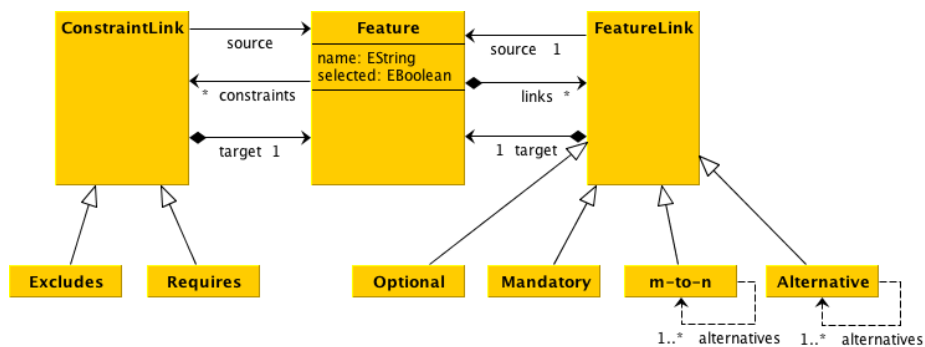 ConstraintLink
source
Feature
source 1
FeatureLink
name: EString
selected: EBoolean
* constraints
links *
target 1
1 target
Excludes
Requires
Optional
Mandatory
m-to-n
Alternative
1..* alternatives
1..* alternatives